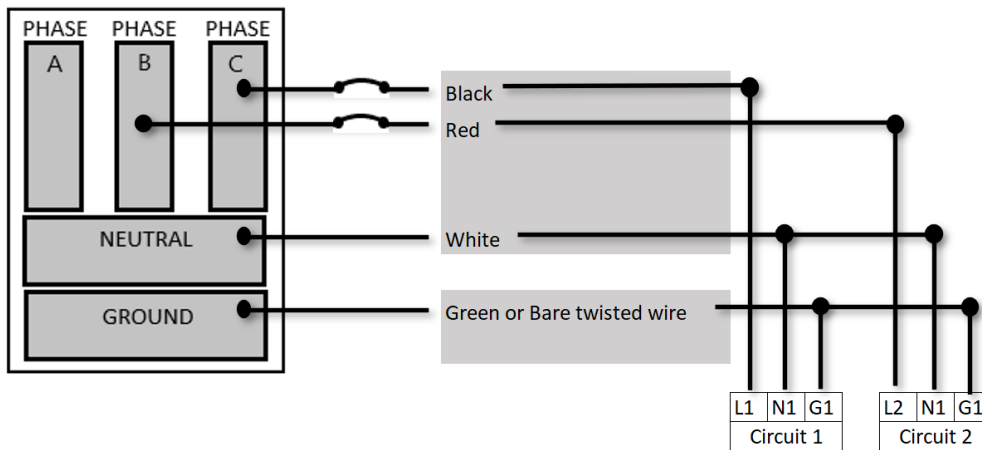 PHASE PHASE PHASE
A B C
Black
Red
NEUTRAL
White
GROUND
Green or Bare twisted wire
L1 N1 G1 L2 N1 G1
Circuit 1 Circuit 2